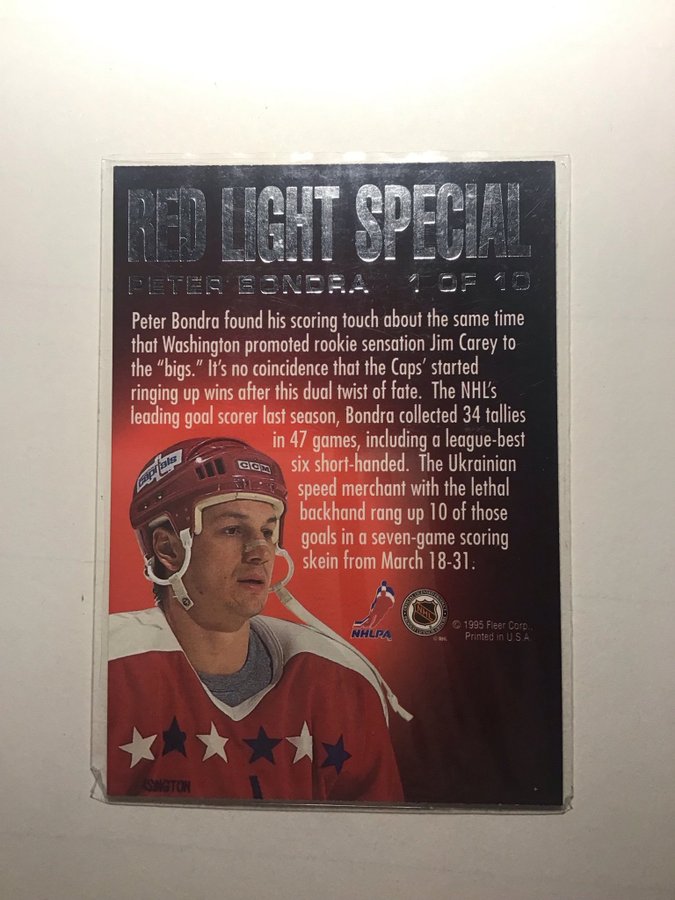 RED LIGHT SPECIAL
PETER BONDRA 1 OF 10
Peter Bondra found his scoring touch about the same time
that Washington promoted rookie sensation Jim Carey to
the “bigs.” It’s no coincidence that the Caps’ started
ringing up wins after this dual twist of fate. The NHL’s
leading goal scorer last season, Bondra collected 34 tallies
in 47 games, including a league-best
six short-handed. The Ukrainian
speed merchant with the lethal
backhand rang up 10 of those
goals in a seven-game scoring
skein from March 18-31.
capitals
CCM
NHLPA
NHL
© NHL
© 1995 Fleer Corp.,
Printed in U.S.A.
SINGTON